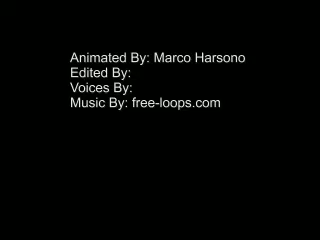 Animated By: Marco Harsono
Edited By:
Voices By:
Music By: free-loops.com